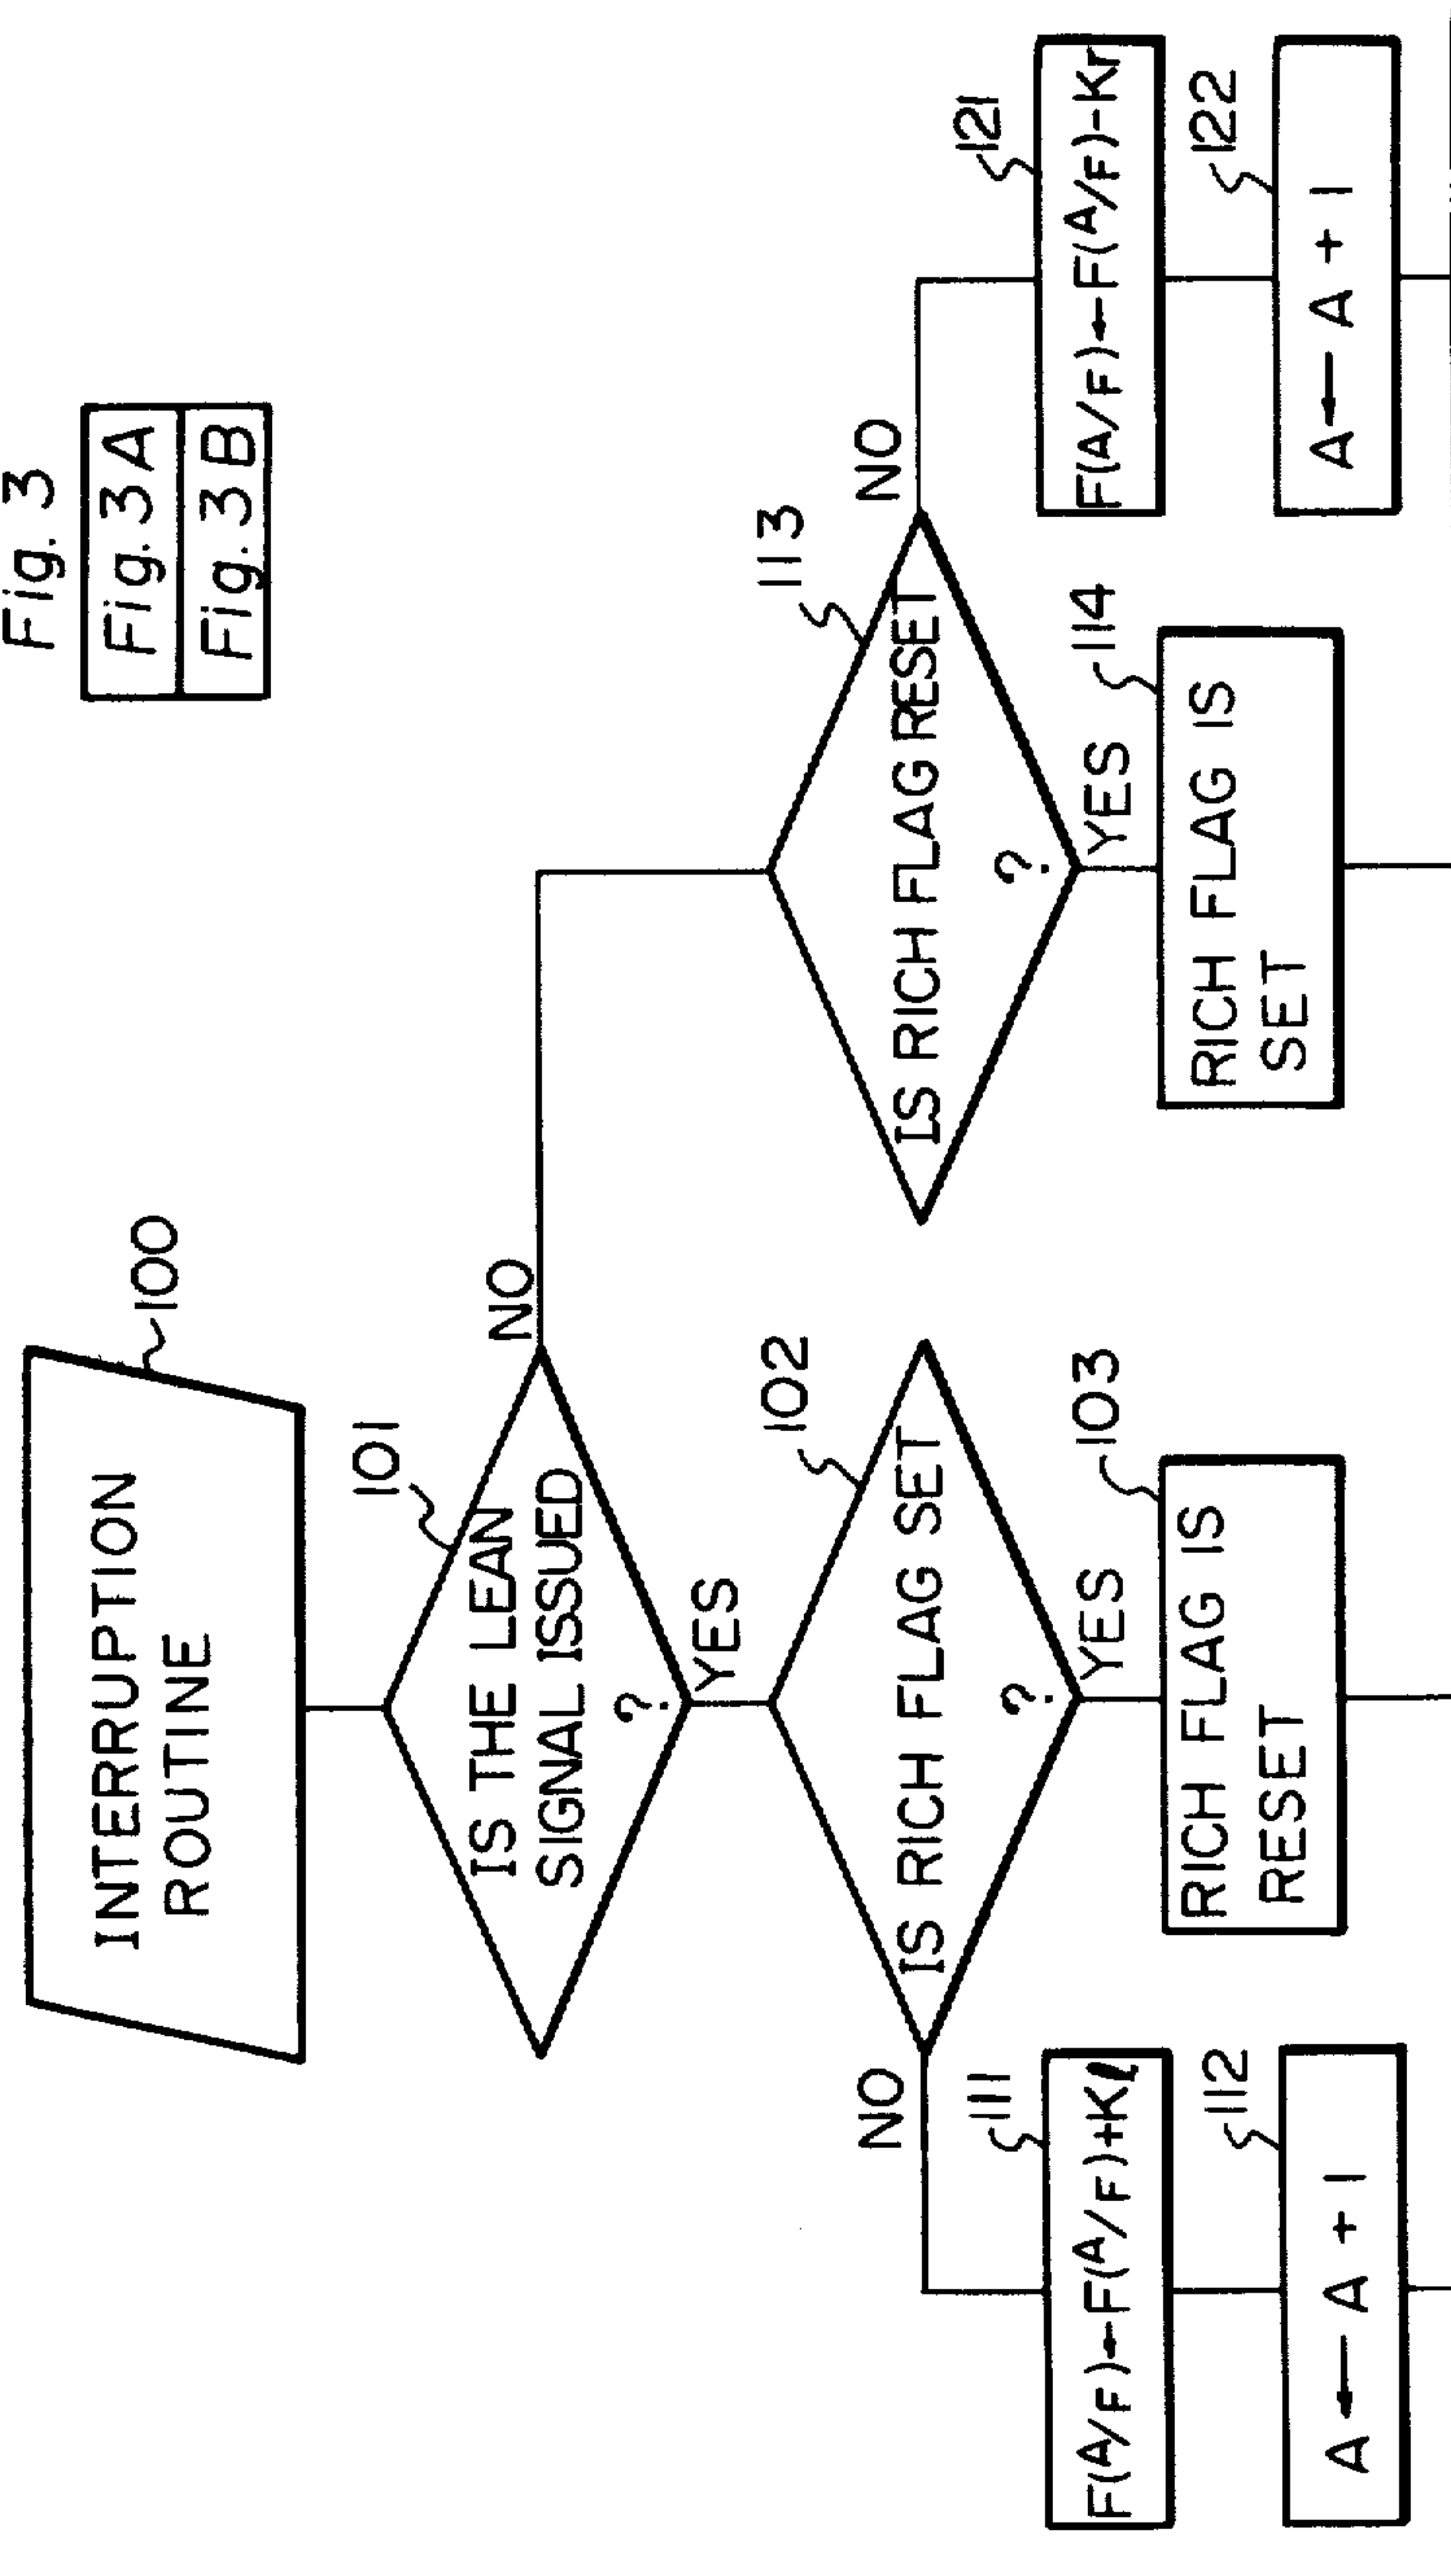 Fig. 3
Fig. 3A
Fig. 3B
INTERRUPTION
ROUTINE
100
101
IS THE LEAN
SIGNAL ISSUED
?
NO
YES
102
IS RICH FLAG SET
?
NO
YES
113
IS RICH FLAG RESET
?
NO
YES
111
F(A/F)←F(A/F)+Kℓ
103
RICH FLAG IS
RESET
114
RICH FLAG IS
SET
121
F(A/F)←F(A/F)-Kr
112
A ← A + 1
122
A ← A + 1